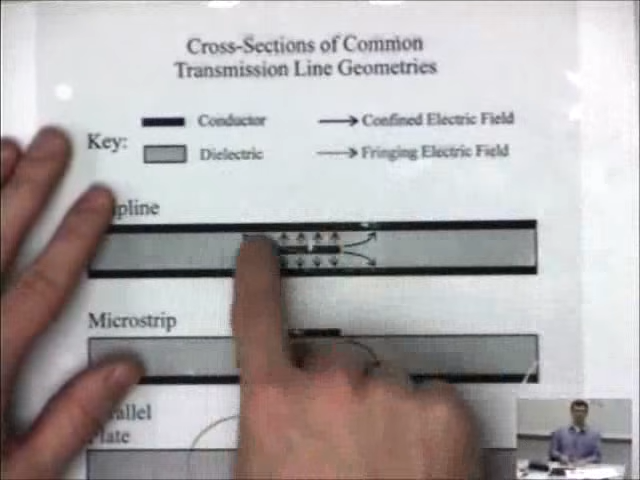 Cross-Sections of Common
Transmission Line Geometries
Key:
Conductor
Confined Electric Field
Dielectric
Fringing Electric Field
ipline
Microstrip
allel
Plate